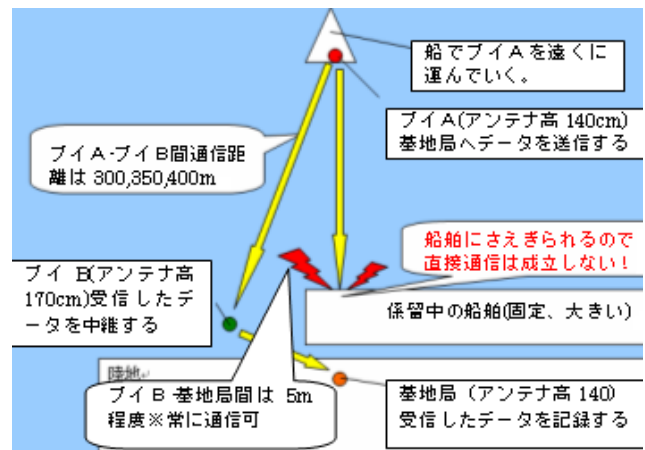 船でブイAを遠くに
運んでいく。
ブイA(アンテナ高 140cm)
基地局へデータを送信する
ブイA-ブイB間通信距
離は 300,350,400m
船舶にさえぎられるので
直接通信は成立しない！
ブイ B(アンテナ高
170cm)受信したデ
ータを中継する
係留中の船舶(固定、大きい)
陸地
ブイB-基地局間は 5m
程度※常に通信可
基地局（アンテナ高 140)
受信したデータを記録する